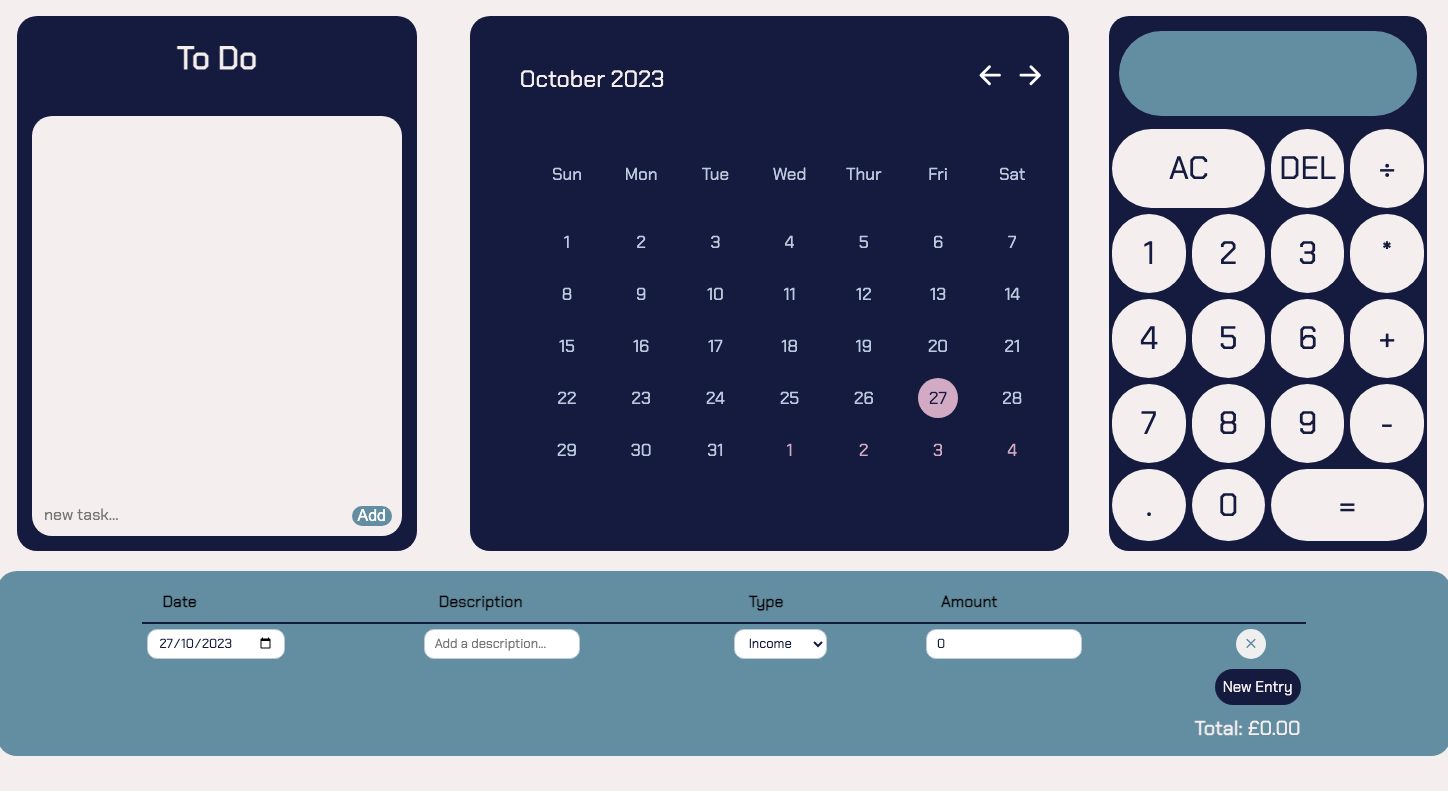 To Do
new task...
Add
October 2023
Sun Mon Tue Wed Thur Fri Sat
1 2 3 4 5 6 7
8 9 10 11 12 13 14
15 16 17 18 19 20 21
22 23 24 25 26 27 28
29 30 31 1 2 3 4
AC DEL ÷
1 2 3 *
4 5 6 +
7 8 9 -
. 0 =
Date Description Type Amount
27/10/2023 Add a description... Income 0 ×
New Entry
Total: £0.00